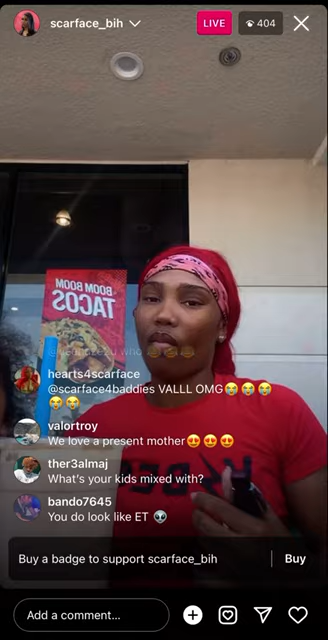 scarface_bih
LIVE
404
BOOM BOOM
TACOS
who
hearts4scarface
@scarface4baddies VALLL OMG😭😭😭
😭😭
valortroy
We love a present mother😍😍😍
ther3almaj
What's your kids mixed with?
bando7645
You do look like ET 👽
Buy a badge to support scarface_bih
Buy
Add a comment...